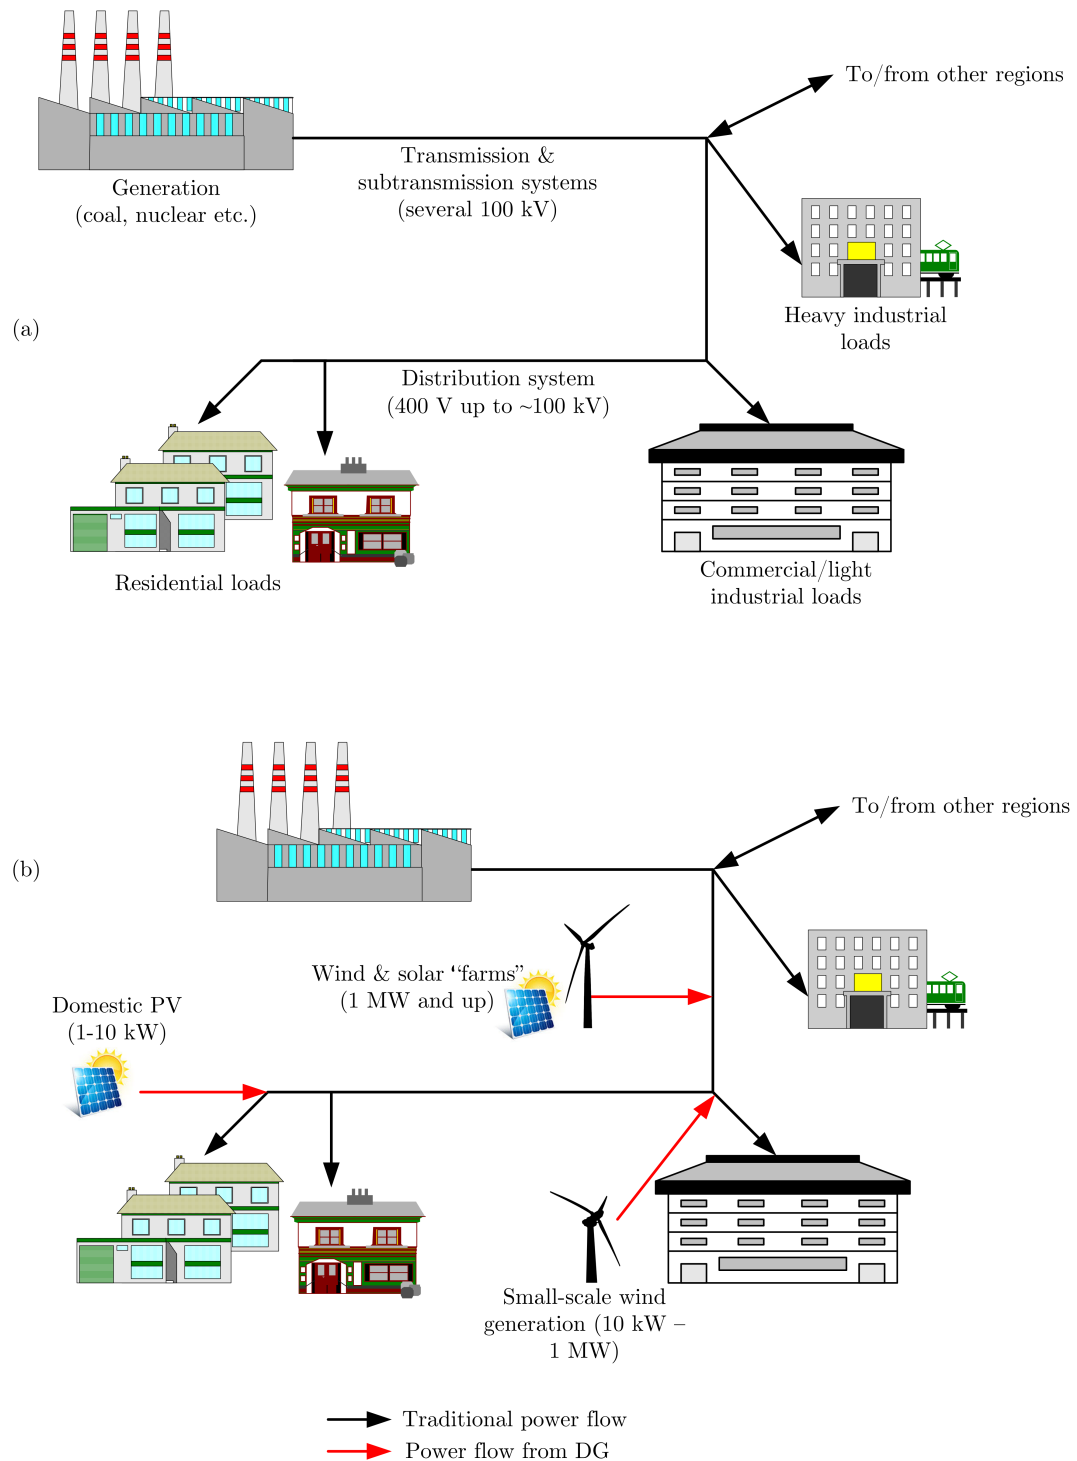 To/from other regions
Transmission &
subtransmission systems
(several 100 kV)
Generation
(coal, nuclear etc.)
Heavy industrial
loads
(a)
Distribution system
(400 V up to ~100 kV)
Residential loads
Commercial/light
industrial loads
To/from other regions
(b)
Wind & solar “farms”
(1 MW and up)
Domestic PV
(1-10 kW)
Small-scale wind
generation (10 kW –
1 MW)
Traditional power flow
Power flow from DG